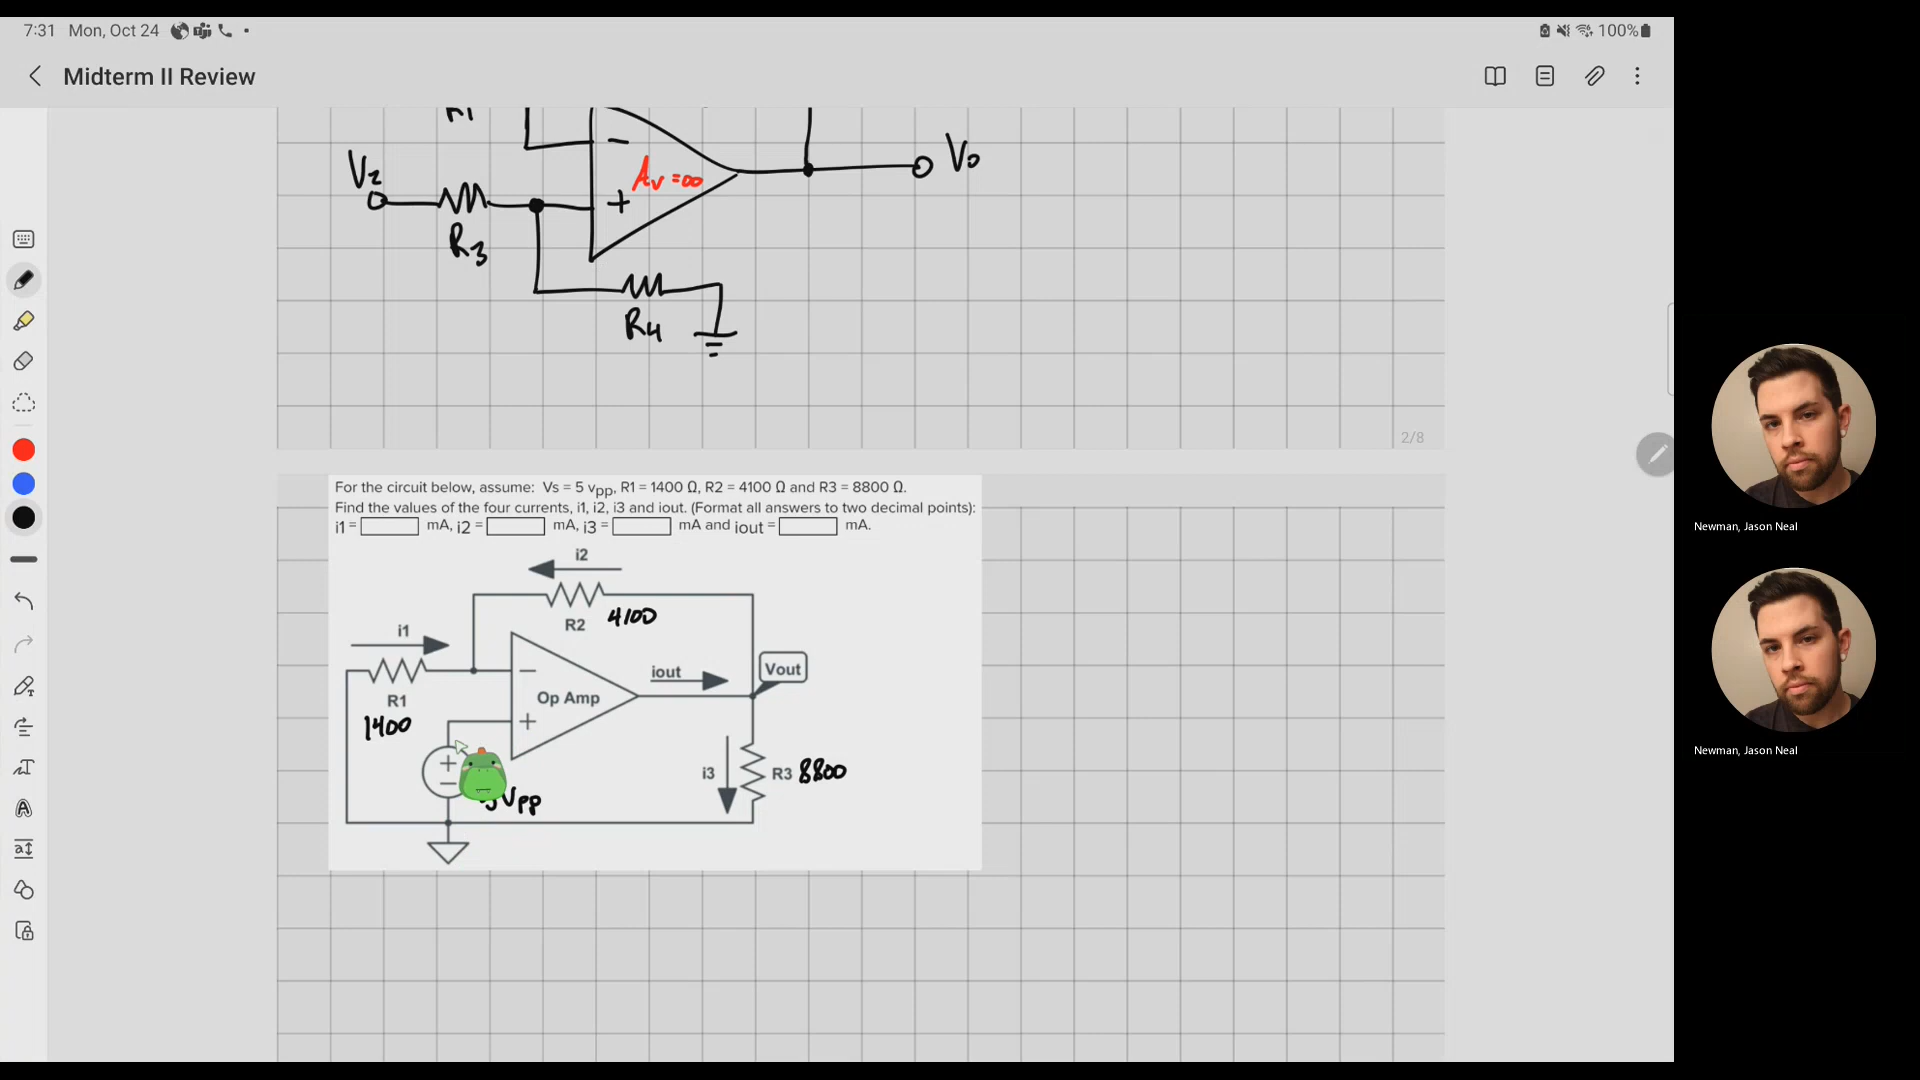 7:31 Mon, Oct 24
100%
Midterm II Review
R1
V2
R3
−
Av = ∞
+
R4
Vo
2/8
For the circuit below, assume: Vs = 5 vpp, R1 = 1400 Ω, R2 = 4100 Ω and R3 = 8800 Ω.
Find the values of the four currents, i1, i2, i3 and iout. (Format all answers to two decimal points):
i1 = mA, i2 = mA, i3 = mA and iout = mA.
i2
R2 4100
i1
R1
1400
−
Op Amp
+
iout
Vout
+
−
Vpp
i3
R3 8800
Newman, Jason Neal
Newman, Jason Neal